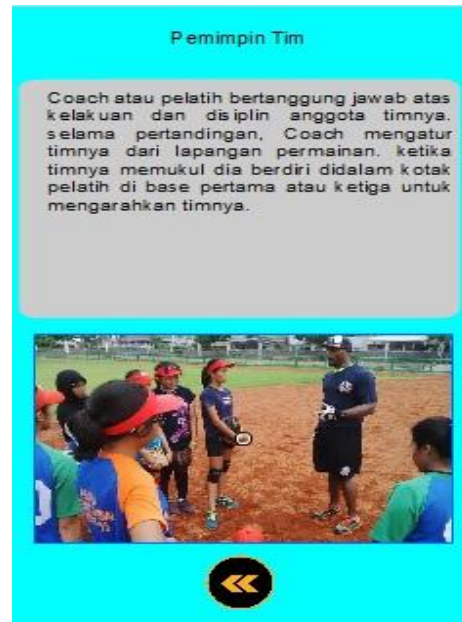 Pemimpin Tim
Coach atau pelatih bertanggung jawab atas
kelakuan dan disiplin anggota timnya.
selama pertandingan, Coach mengatur
timnya dari lapangan permainan. ketika
timnya memukul dia berdiri didalam kotak
pelatih di base pertama atau ketiga untuk
mengarahkan timnya.